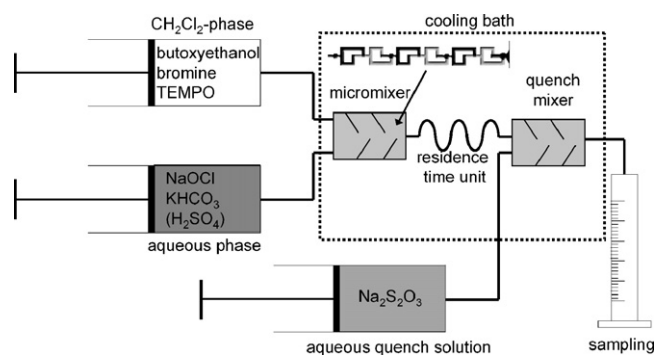 CH₂Cl₂-phase
butoxyethanol
bromine
TEMPO
NaOCl
KHCO₃
(H₂SO₄)
aqueous phase
cooling bath
micromixer
quench
mixer
residence
time unit
Na₂S₂O₃
aqueous quench solution
sampling